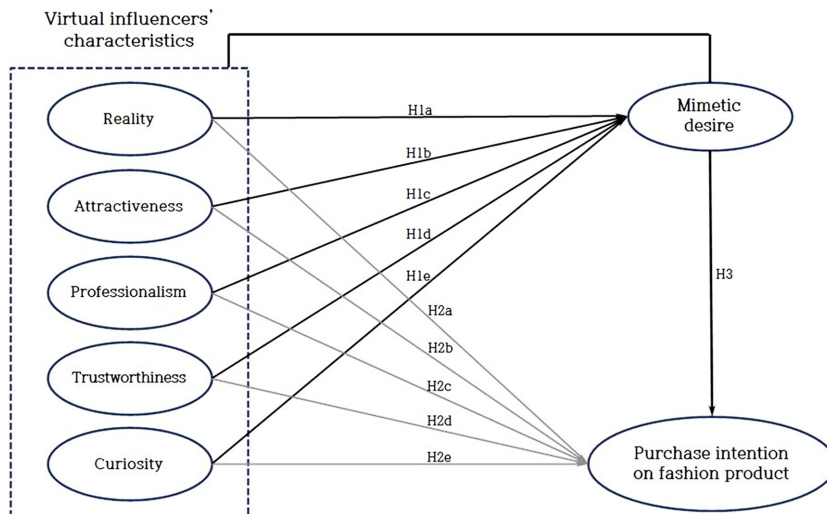 Virtual influencers'
characteristics
Reality
Attractiveness
Professionalism
Trustworthiness
Curiosity
H1a
H1b
H1c
H1d
H1e
H2a
H2b
H2c
H2d
H2e
Mimetic
desire
H3
Purchase intention
on fashion product